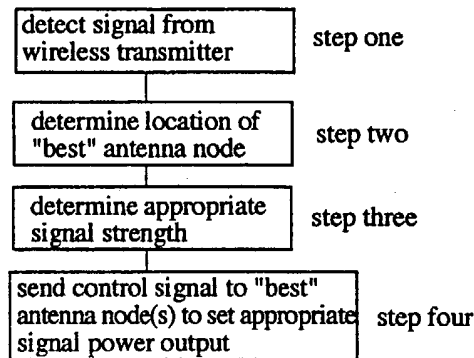 detect signal from
wireless transmitter
step one
determine location of
"best" antenna node
step two
determine appropriate
signal strength
step three
send control signal to "best"
antenna node(s) to set appropriate
signal power output
step four